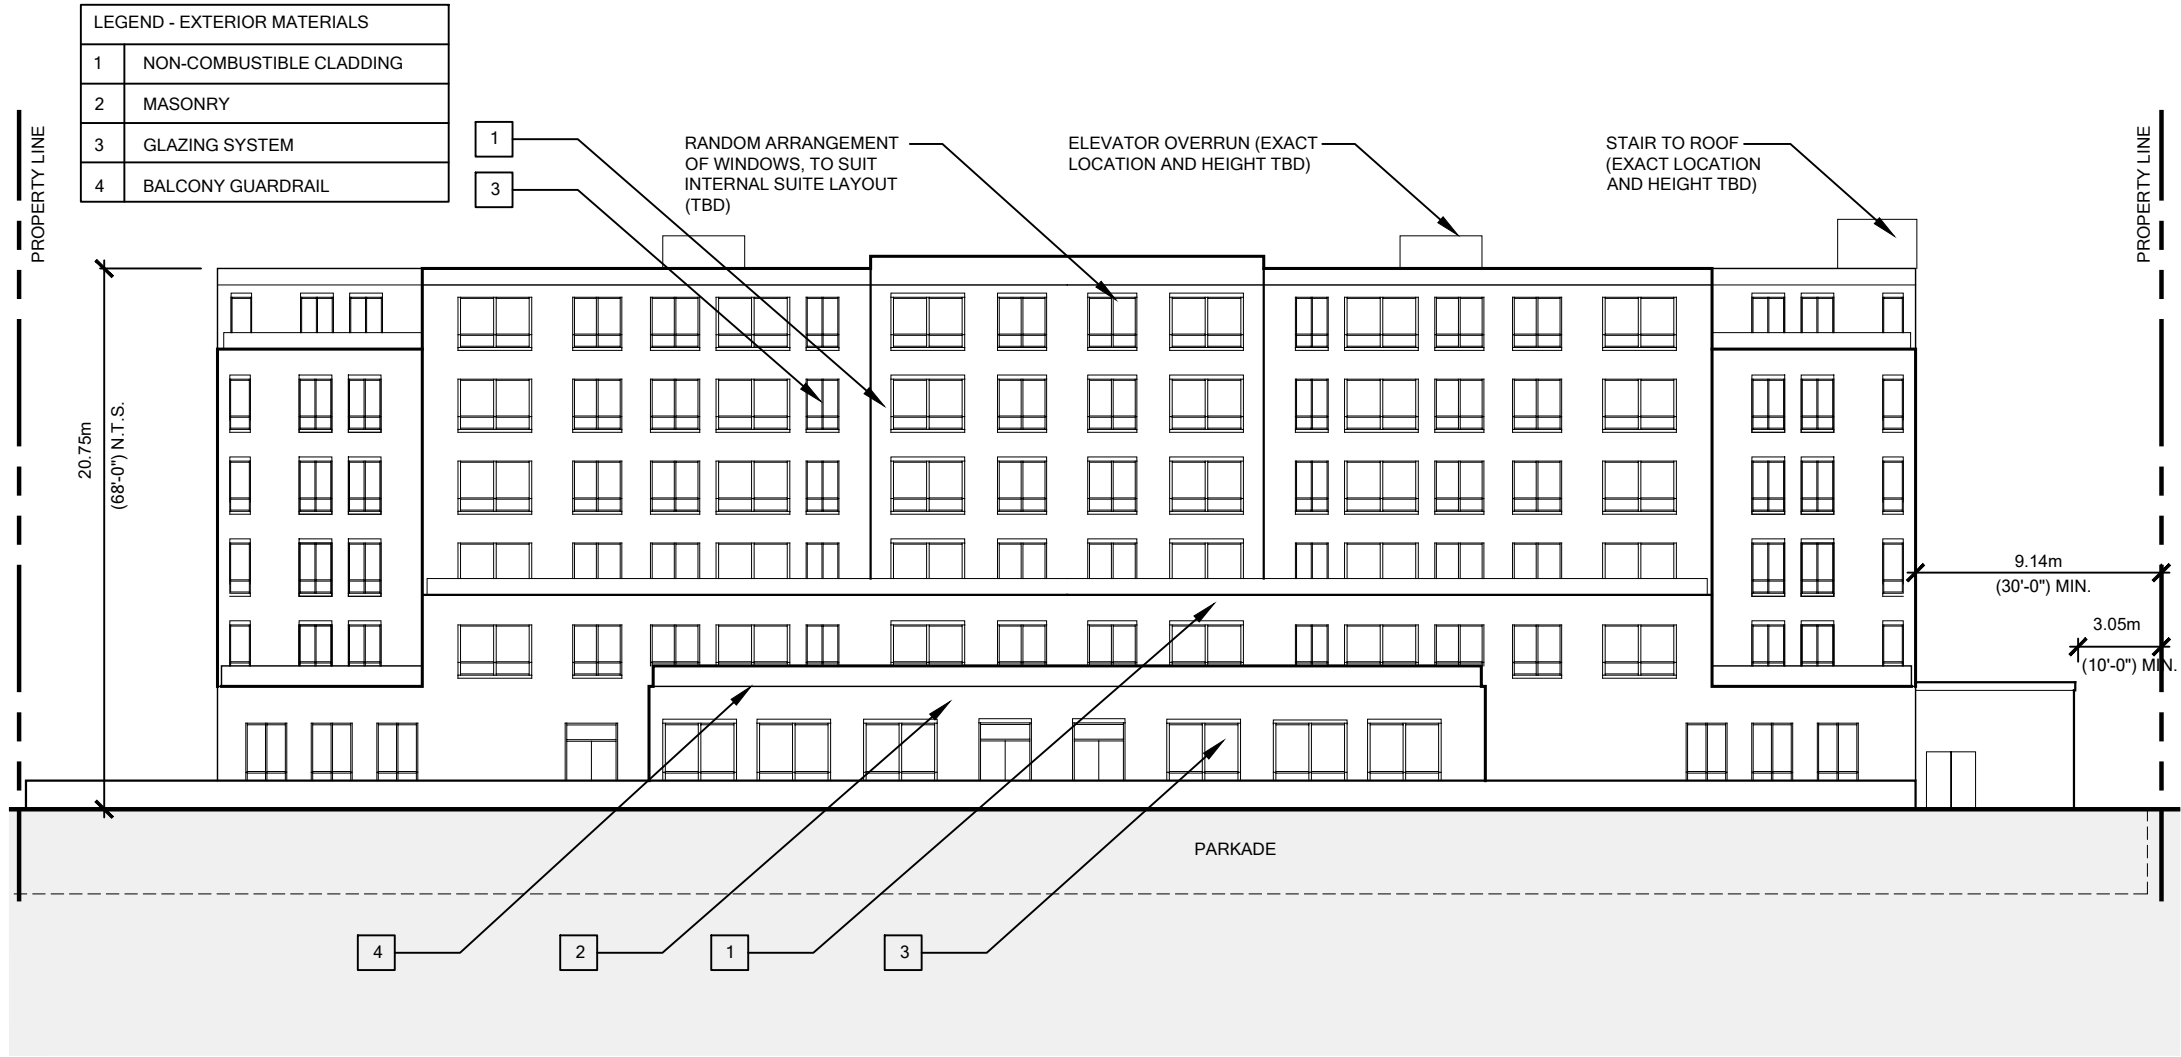 LEGEND - EXTERIOR MATERIALS
1 NON-COMBUSTIBLE CLADDING
2 MASONRY
3 GLAZING SYSTEM
4 BALCONY GUARDRAIL
PROPERTY LINE
1
3
RANDOM ARRANGEMENT
OF WINDOWS, TO SUIT
INTERNAL SUITE LAYOUT
(TBD)
ELEVATOR OVERRUN (EXACT
LOCATION AND HEIGHT TBD)
STAIR TO ROOF
(EXACT LOCATION
AND HEIGHT TBD)
PROPERTY LINE
20.75m
(68'-0") N.T.S.
9.14m
(30'-0") MIN.
3.05m
(10'-0") MIN.
PARKADE
4
2
1
3